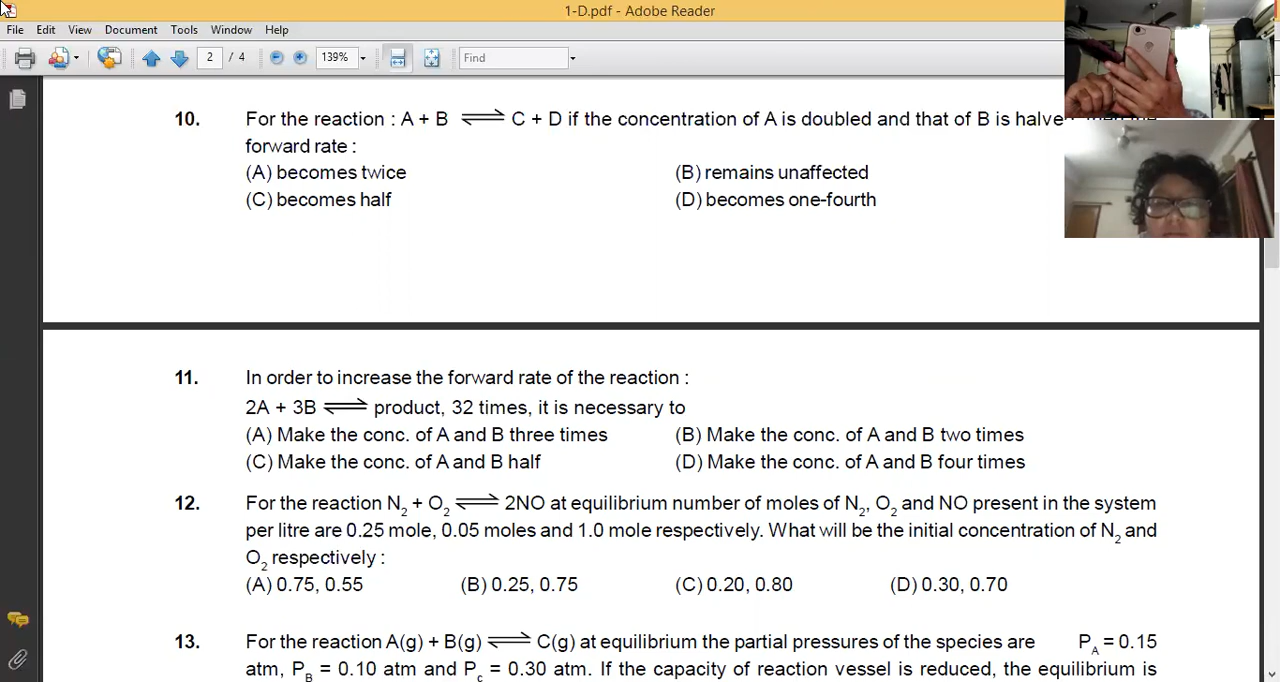 1-D.pdf - Adobe Reader
File Edit View Document Tools Window Help
2 / 4 139% Find
10. For the reaction : A + B ⇌ C + D if the concentration of A is doubled and that of B is halve
forward rate :
(A) becomes twice (B) remains unaffected
(C) becomes half (D) becomes one-fourth
11. In order to increase the forward rate of the reaction :
2A + 3B ⇌ product, 32 times, it is necessary to
(A) Make the conc. of A and B three times (B) Make the conc. of A and B two times
(C) Make the conc. of A and B half (D) Make the conc. of A and B four times
12. For the reaction N₂ + O₂ ⇌ 2NO at equilibrium number of moles of N₂, O₂ and NO present in the system
per litre are 0.25 mole, 0.05 moles and 1.0 mole respectively. What will be the initial concentration of N₂ and
O₂ respectively :
(A) 0.75, 0.55 (B) 0.25, 0.75 (C) 0.20, 0.80 (D) 0.30, 0.70
13. For the reaction A(g) + B(g) ⇌ C(g) at equilibrium the partial pressures of the species are P_A = 0.15
atm, P_B = 0.10 atm and P_c = 0.30 atm. If the capacity of reaction vessel is reduced, the equilibrium is